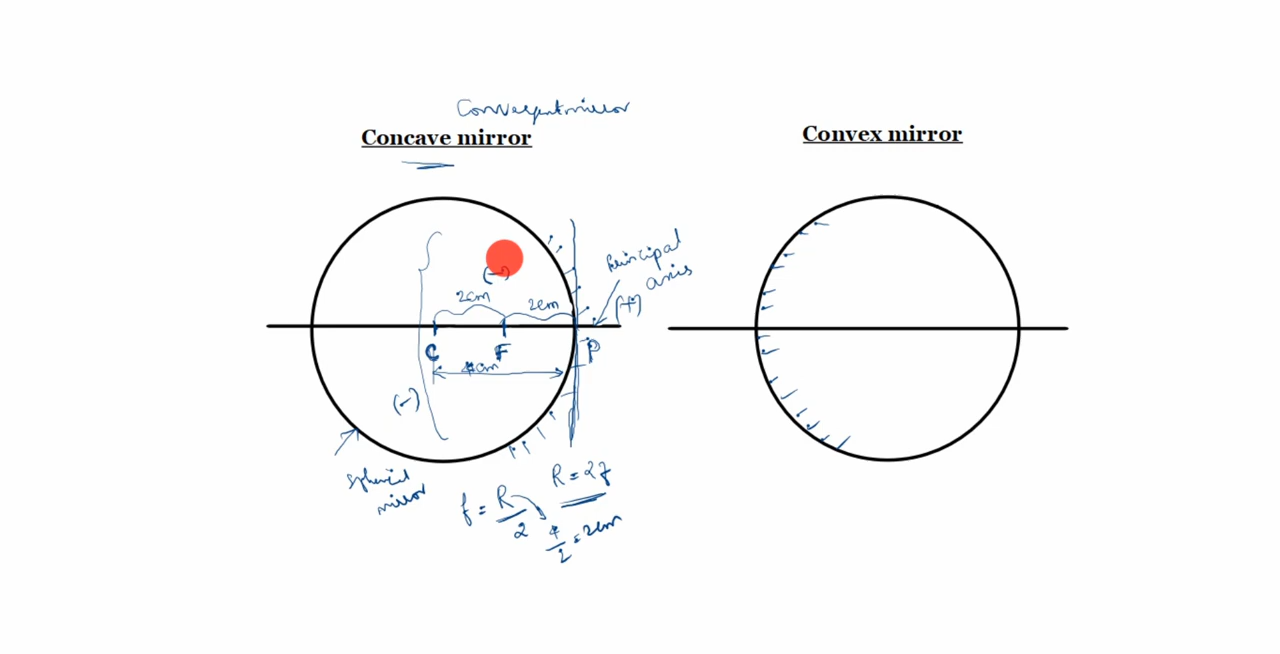 Convergent mirror
Concave mirror
Convex mirror
Principal
axis
(-)
2cm
2cm
(+)
C
F
P
4cm
(-)
Spherical
mirror
R = 2f
f = R/2
4/2 = 2cm